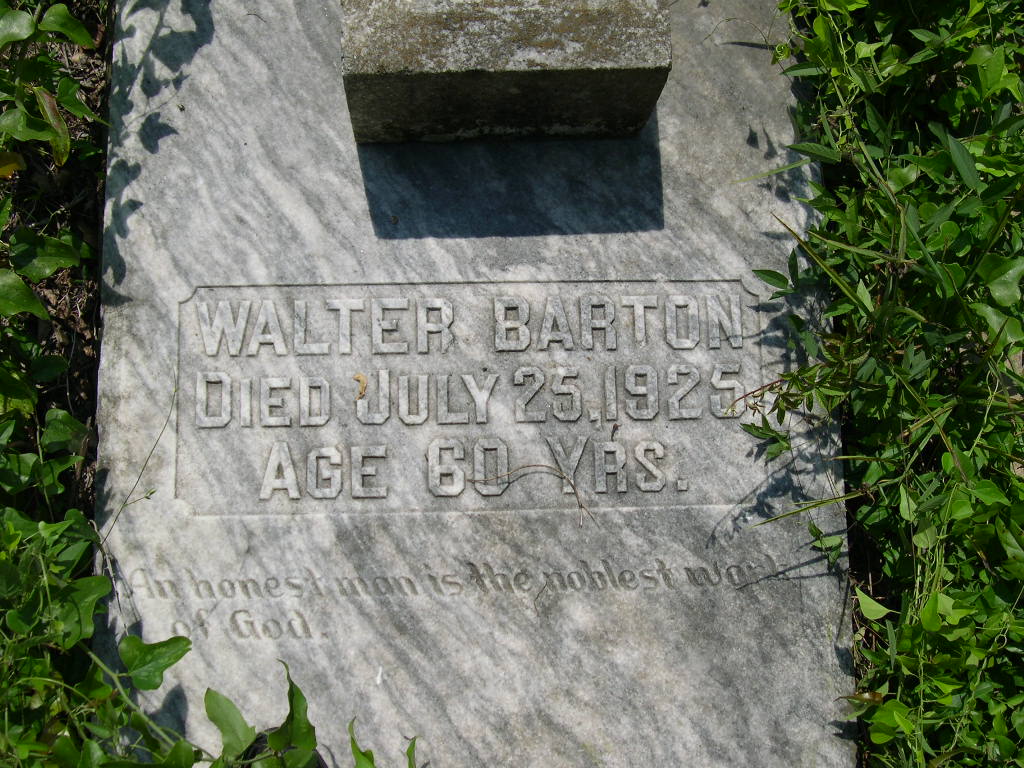 WALTER BARTON
DIED JULY 25, 1925
AGE 60 YRS.
An honest man is the noblest work
of God.